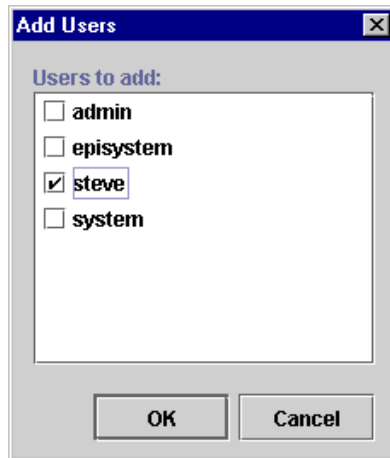 Add Users
Users to add:
admin
episystem
steve
system
OK Cancel